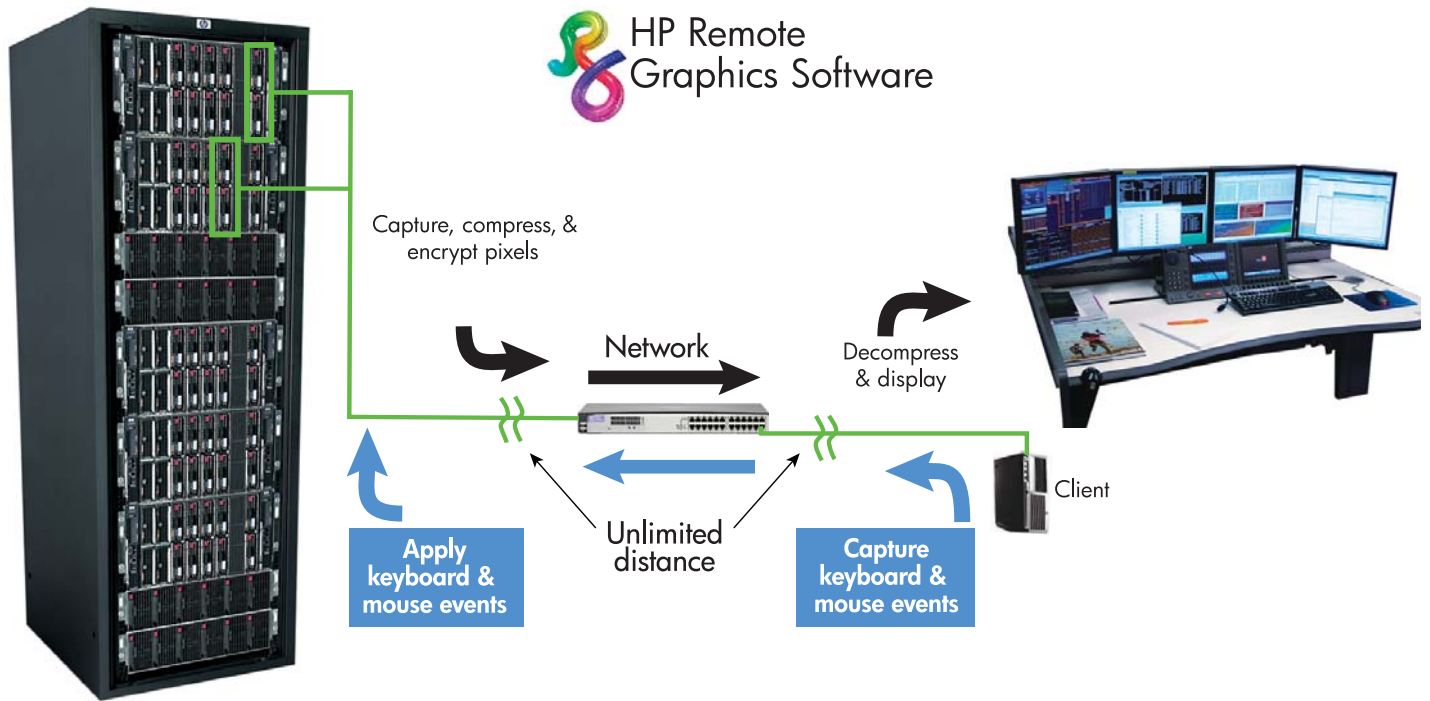 HP Remote
Graphics Software
Capture, compress, &
encrypt pixels
Network
Decompress
& display
Client
Unlimited
distance
Apply
keyboard &
mouse events
Capture
keyboard &
mouse events